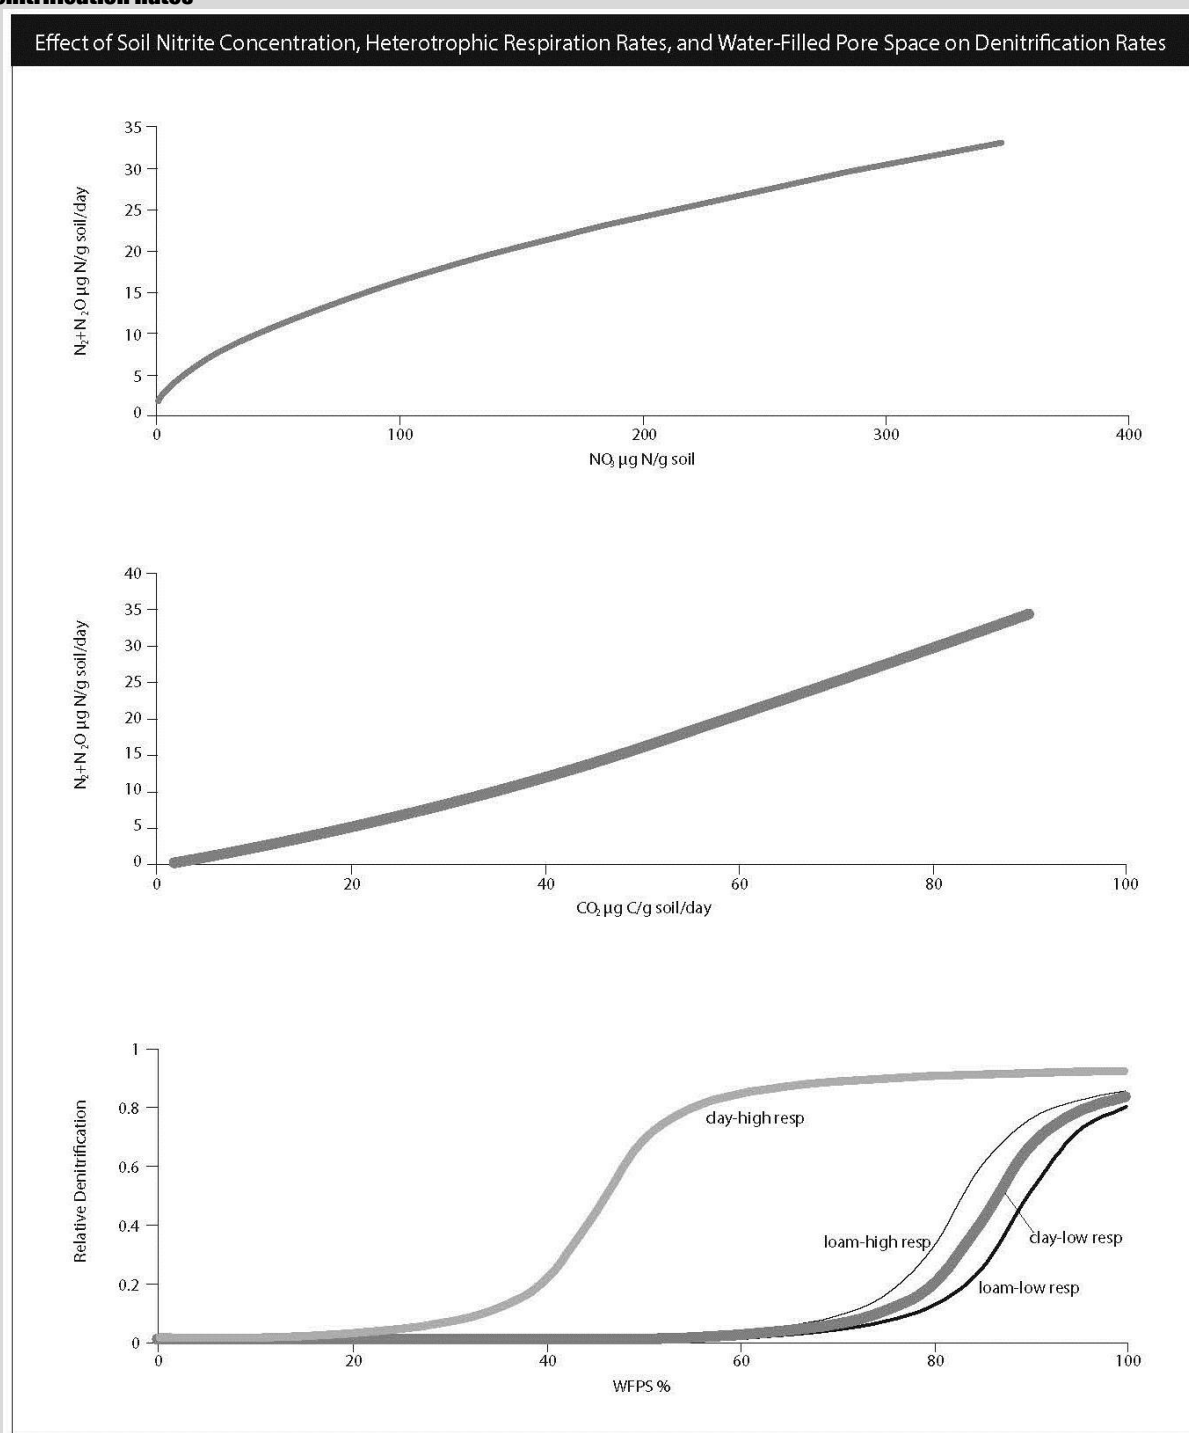 Effect of Soil Nitrite Concentration, Heterotrophic Respiration Rates, and Water-Filled Pore Space on Denitrification Rates
35
30
25
20
15
10
5
0
N₂+N₂O µg N/g soil/day
0 100 200 300 400
NO₃ µg N/g soil
40
35
30
25
20
15
10
5
0
N₂+N₂O µg N/g soil/day
0 20 40 60 80 100
CO₂ µg C/g soil/day
1
0.8
0.6
0.4
0.2
0
Relative Denitrification
clay-high resp
loam-high resp
clay-low resp
loam-low resp
0 20 40 60 80 100
WFPS %